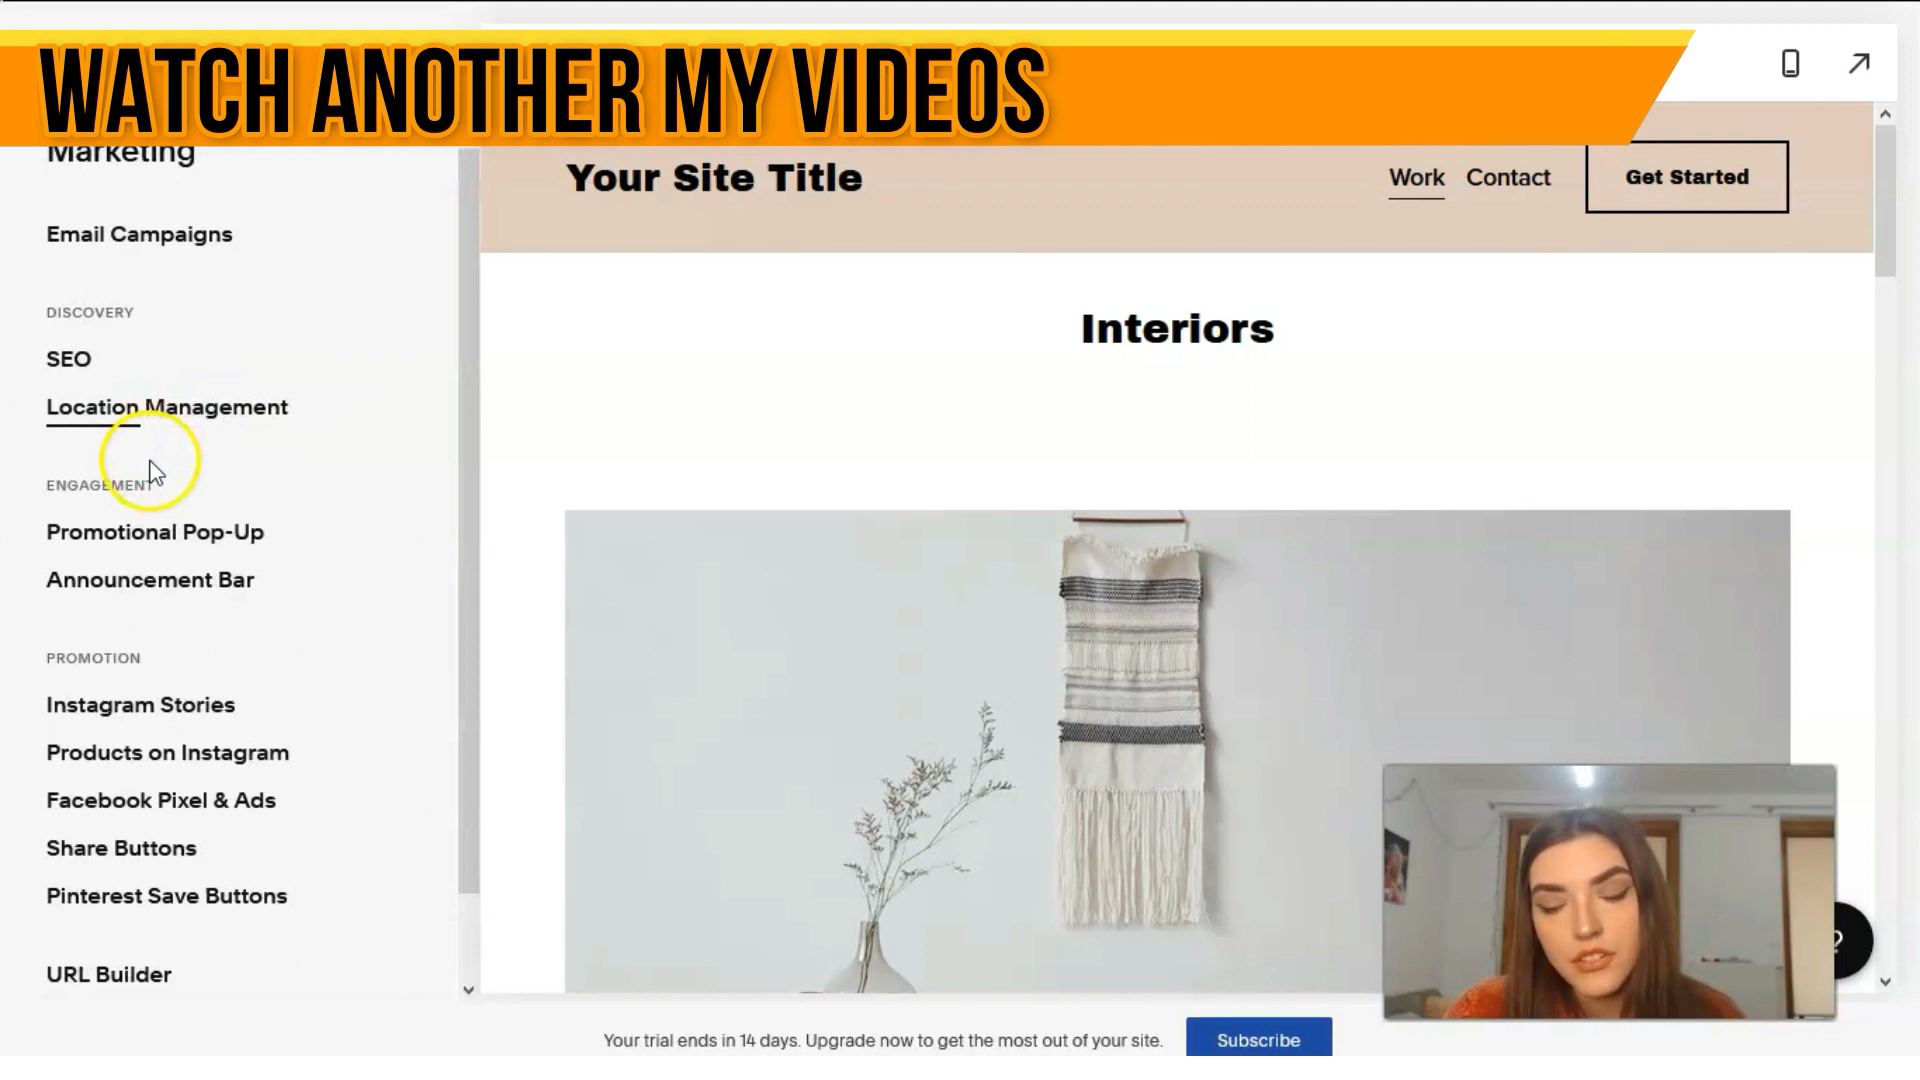 WATCH ANOTHER MY VIDEOS
Marketing
Email Campaigns
DISCOVERY
SEO
Location Management
ENGAGEMENT
Promotional Pop-Up
Announcement Bar
PROMOTION
Instagram Stories
Products on Instagram
Facebook Pixel & Ads
Share Buttons
Pinterest Save Buttons
URL Builder
Your Site Title
Work Contact Get Started
Interiors
?
Your trial ends in 14 days. Upgrade now to get the most out of your site. Subscribe